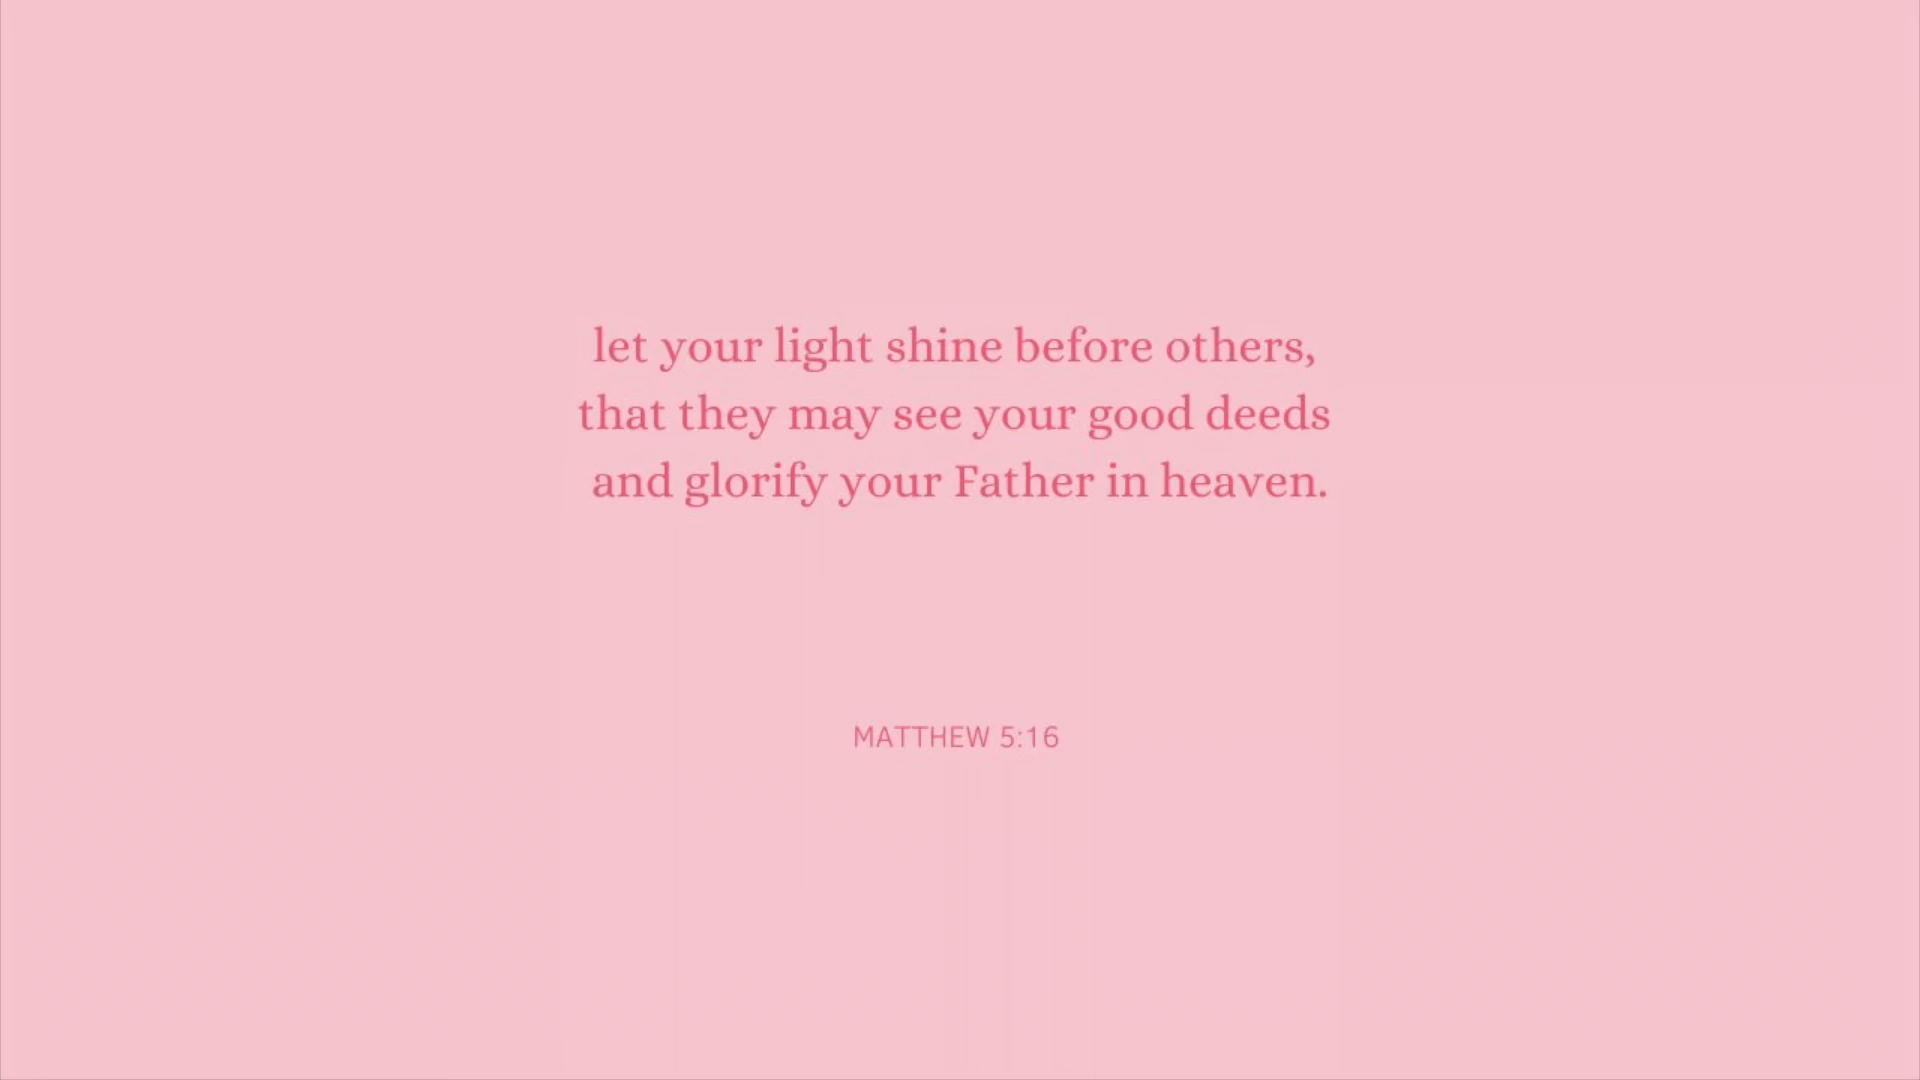 let your light shine before others,
that they may see your good deeds
and glorify your Father in heaven.
MATTHEW 5:16